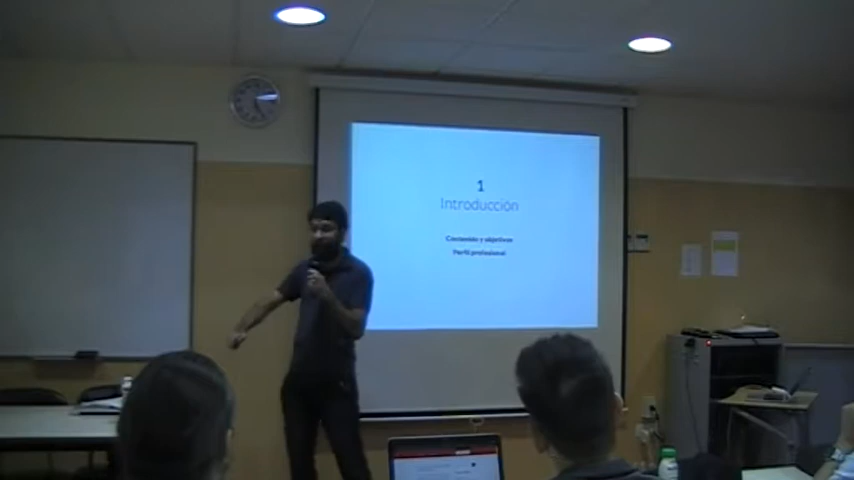 1
Introducción
Contenido y objetivos
Perfil profesional